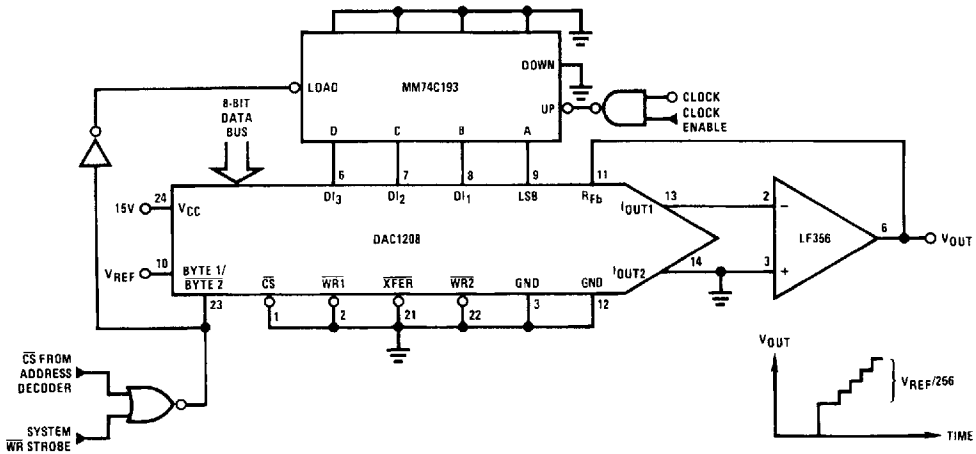 LOAD
MM74C193
DOWN
UP
D
C
B
A
CLOCK
CLOCK
ENABLE
8-BIT
DATA
BUS
6
7
8
9
11
DI3
DI2
DI1
LSB
RFb
15V
24
VCC
DAC1208
IOUT1
13
2
−
LF356
6
VOUT
VREF
10
BYTE 1/
BYTE 2
IOUT2
14
3
+
23
CS
WR1
XFER
WR2
GND
GND
1
2
21
22
3
12
CS FROM
ADDRESS
DECODER
SYSTEM
WR STROBE
VOUT
VREF/256
TIME